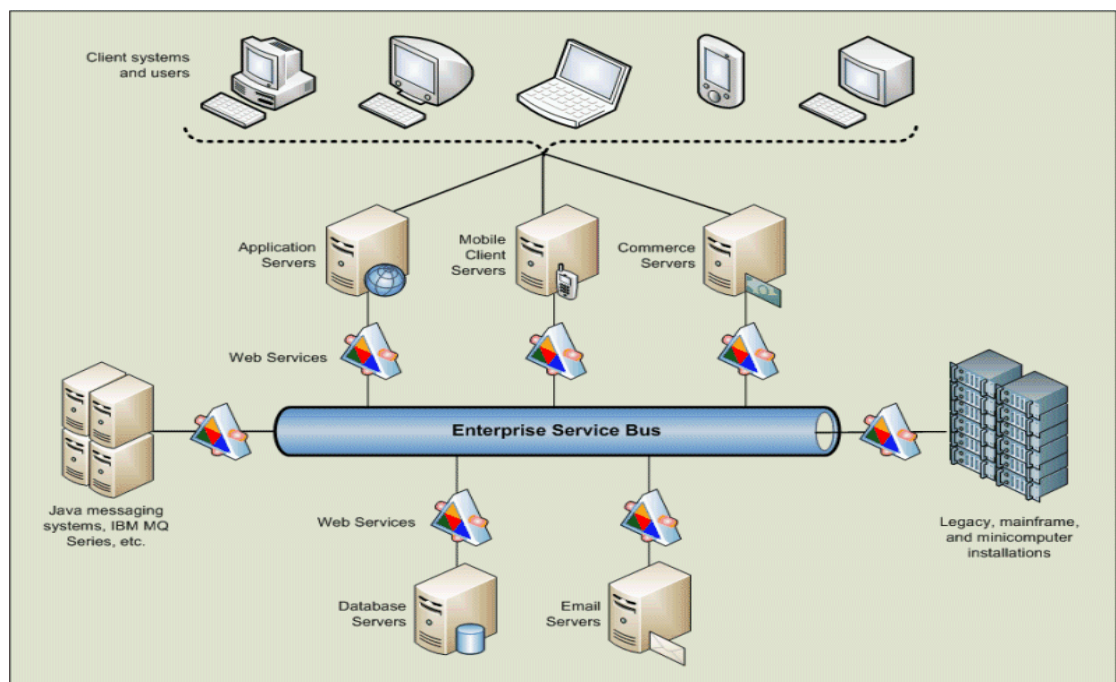 Client systems
and users
Application
Servers
Mobile
Client
Servers
Commerce
Servers
Web Services
Enterprise Service Bus
Java messaging
systems, IBM MQ
Series, etc.
Web Services
Legacy, mainframe,
and minicomputer
installations
Database
Servers
Email
Servers